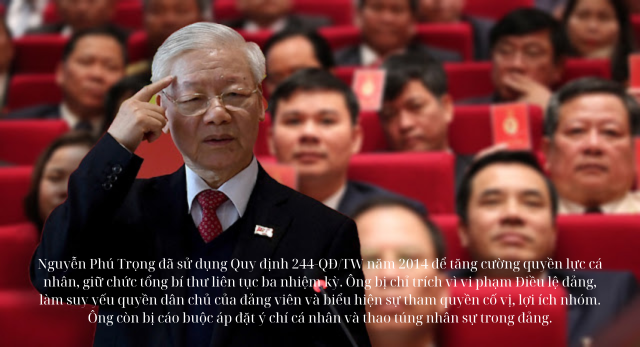 Nguyễn Phú Trọng đã sử dụng Quy định 244-QĐ/TW năm 2014 để tăng cường quyền lực cá
nhân, giữ chức tổng bí thư liên tục ba nhiệm kỳ. Ông bị chỉ trích vì vi phạm Điều lệ đảng,
làm suy yếu quyền dân chủ của đảng viên và biểu hiện sự tham quyền cố vị, lợi ích nhóm.
Ông còn bị cáo buộc áp đặt ý chí cá nhân và thao túng nhân sự trong đảng.